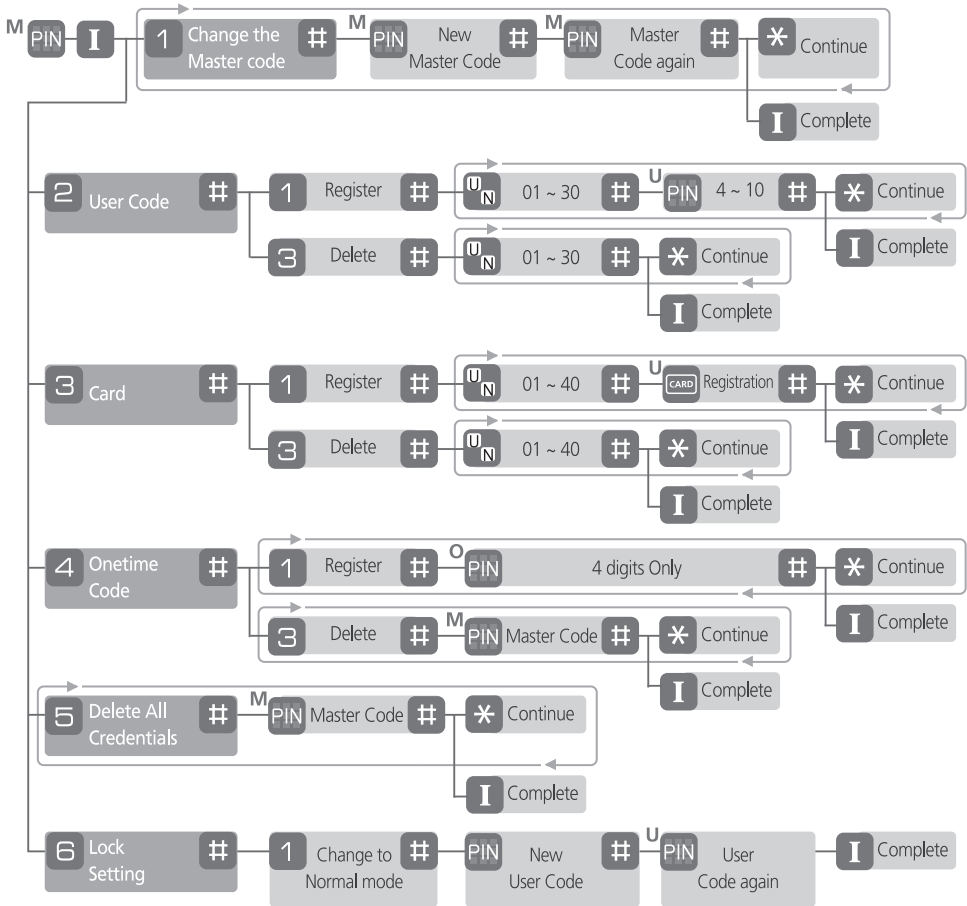 M PIN I 1 Change the Master code # M PIN New Master Code # M PIN Master Code again # * Continue
I Complete
2 User Code # 1 Register # UN 01 ~ 30 # U PIN 4 ~ 10 # * Continue
I Complete
3 Delete # UN 01 ~ 30 # * Continue
I Complete
3 Card # 1 Register # UN 01 ~ 40 # U CARD Registration # * Continue
I Complete
3 Delete # UN 01 ~ 40 # * Continue
I Complete
4 Onetime Code # 1 Register # O PIN 4 digits Only # * Continue
I Complete
3 Delete # M PIN Master Code # * Continue
I Complete
5 Delete All Credentials # M PIN Master Code # * Continue
I Complete
6 Lock Setting # 1 Change to Normal mode # PIN New User Code # U PIN User Code again I Complete